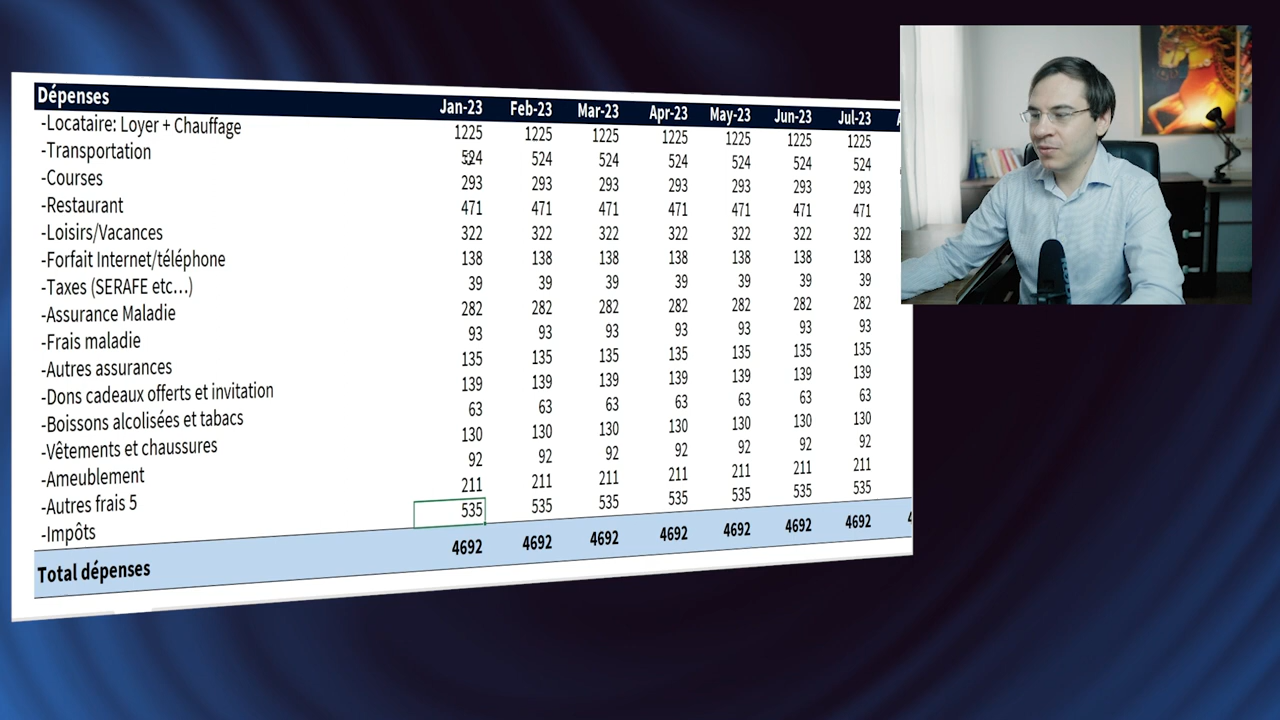 Dépenses Jan-23 Feb-23 Mar-23 Apr-23 May-23 Jun-23 Jul-23
-Locataire: Loyer + Chauffage 1225 1225 1225 1225 1225 1225 1225
-Transportation 524 524 524 524 524 524 524
-Courses 293 293 293 293 293 293 293
-Restaurant 471 471 471 471 471 471 471
-Loisirs/Vacances 322 322 322 322 322 322 322
-Forfait Internet/téléphone 138 138 138 138 138 138 138
-Taxes (SERAFE etc...) 39 39 39 39 39 39 39
-Assurance Maladie 282 282 282 282 282 282 282
-Frais maladie 93 93 93 93 93 93 93
-Autres assurances 135 135 135 135 135 135 135
-Dons cadeaux offerts et invitation 139 139 139 139 139 139 139
-Boissons alcolisées et tabacs 63 63 63 63 63 63 63
-Vêtements et chaussures 130 130 130 130 130 130 130
-Ameublement 92 92 92 92 92 92 92
-Autres frais 5 211 211 211 211 211 211 211
-Impôts 535 535 535 535 535 535 535
Total dépenses 4692 4692 4692 4692 4692 4692 4692